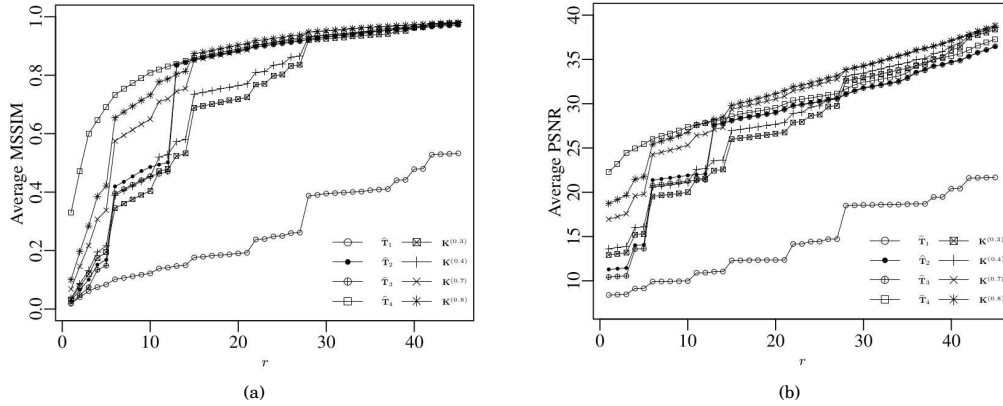 Average MSSIM
1.0
0.8
0.6
0.4
0.2
0.0
0
10
20
30
40
r
T̂₁
T̂₂
T̂₃
T̂₄
K⁽⁰·³⁾
K⁽⁰·⁴⁾
K⁽⁰·⁷⁾
K⁽⁰·⁸⁾
(a)
Average PSNR
40
35
30
25
20
15
10
0
10
20
30
40
r
T̂₁
T̂₂
T̂₃
T̂₄
K⁽⁰·³⁾
K⁽⁰·⁴⁾
K⁽⁰·⁷⁾
K⁽⁰·⁸⁾
(b)